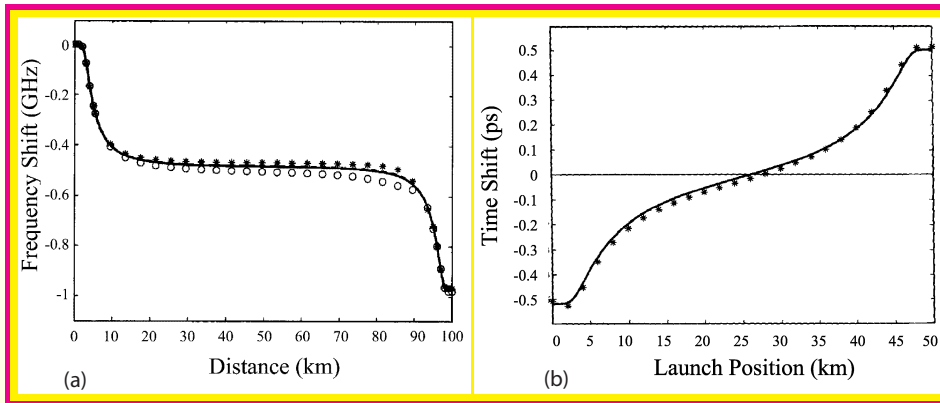 Frequency Shift (GHz)
0
-0.2
-0.4
-0.6
-0.8
-1
0 10 20 30 40 50 60 70 80 90 100
Distance (km)
(a)
Time Shift (ps)
0.5
0.4
0.3
0.2
0.1
0
-0.1
-0.2
-0.3
-0.4
-0.5
0 5 10 15 20 25 30 35 40 45 50
Launch Position (km)
(b)